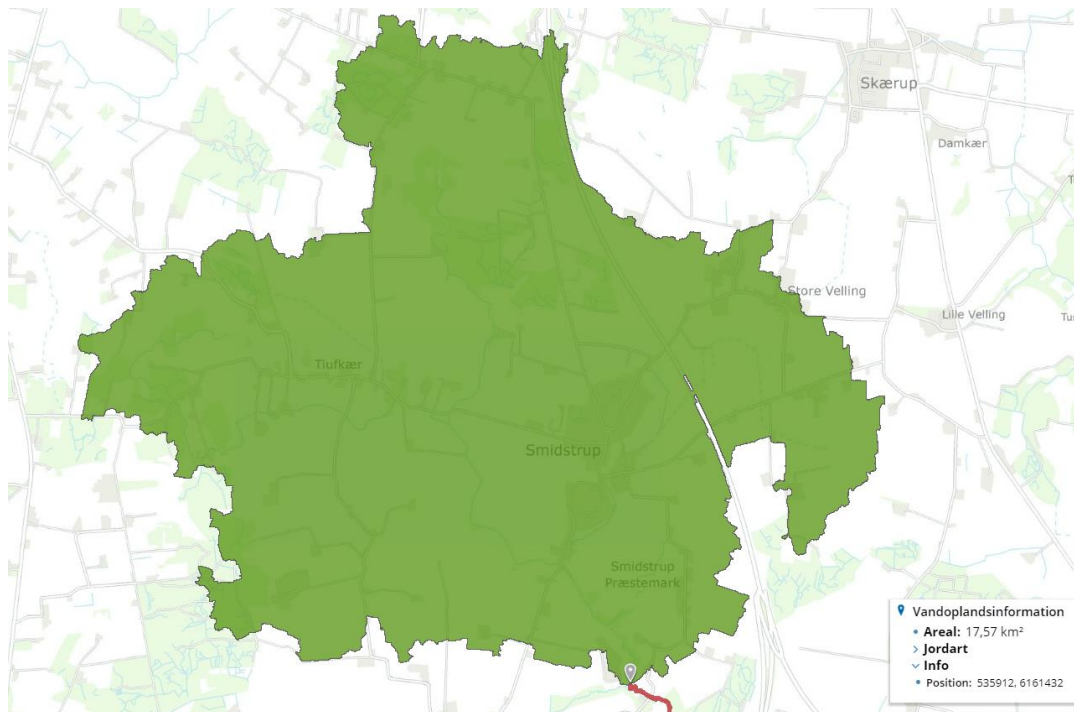 Skærup
Damkær
Store Velling
Lille Velling
Tiufkær
Smidstrup
Smidstrup
Præstemark
Vandoplandsinformation
Areal: 17,57 km²
Jordart
Info
Position: 535912, 6161432